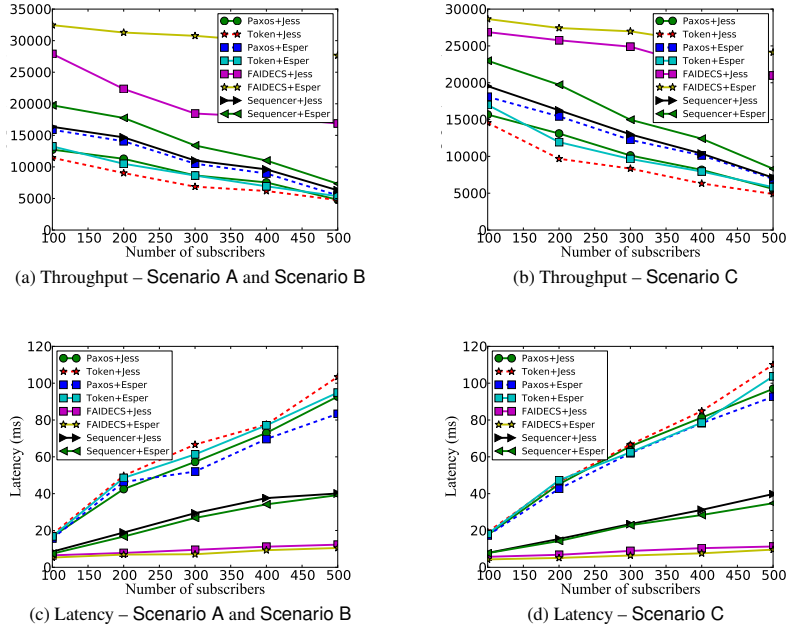 35000
30000
25000
20000
15000
10000
5000
0
Paxos+Jess
Token+Jess
Paxos+Esper
Token+Esper
FAIDECS+Jess
FAIDECS+Esper
Sequencer+Jess
Sequencer+Esper
100 150 200 250 300 350 400 450 500
Number of subscribers
(a) Throughput – Scenario A and Scenario B
30000
25000
20000
15000
10000
5000
0
Paxos+Jess
Token+Jess
Paxos+Esper
Token+Esper
FAIDECS+Jess
FAIDECS+Esper
Sequencer+Jess
Sequencer+Esper
100 150 200 250 300 350 400 450 500
Number of subscribers
(b) Throughput – Scenario C
120
100
80
60
40
20
0
Latency (ms)
Paxos+Jess
Token+Jess
Paxos+Esper
Token+Esper
FAIDECS+Jess
FAIDECS+Esper
Sequencer+Jess
Sequencer+Esper
100 150 200 250 300 350 400 450 500
Number of subscribers
(c) Latency – Scenario A and Scenario B
120
100
80
60
40
20
0
Latency (ms)
Paxos+Jess
Token+Jess
Paxos+Esper
Token+Esper
FAIDECS+Jess
FAIDECS+Esper
Sequencer+Jess
Sequencer+Esper
100 150 200 250 300 350 400 450 500
Number of subscribers
(d) Latency – Scenario C